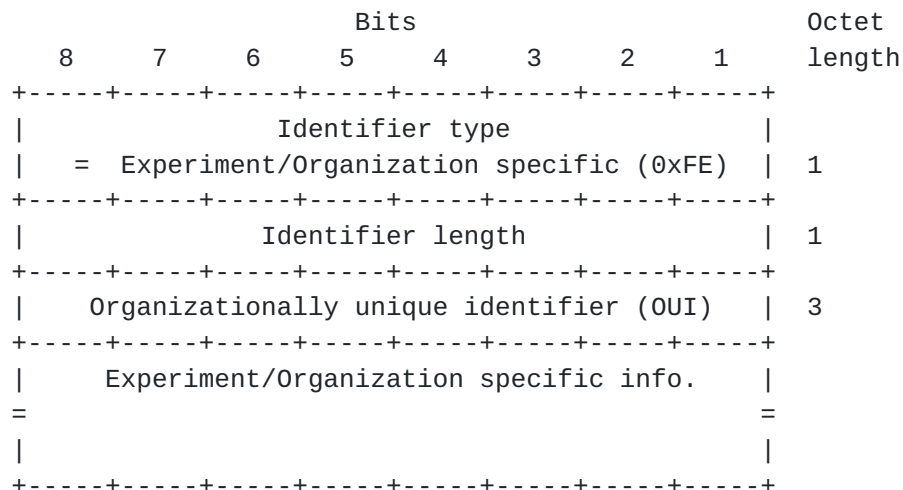 Bits                         Octet
   8     7     6     5     4     3     2     1     length
+-----+-----+-----+-----+-----+-----+-----+-----+
|                Identifier type                |
|   =  Experiment/Organization specific (0xFE)  |  1
+-----+-----+-----+-----+-----+-----+-----+-----+
|               Identifier length               |  1
+-----+-----+-----+-----+-----+-----+-----+-----+
|    Organizationally unique identifier (OUI)   |  3
+-----+-----+-----+-----+-----+-----+-----+-----+
|     Experiment/Organization specific info.    |
=                                               =
|                                               |
+-----+-----+-----+-----+-----+-----+-----+-----+